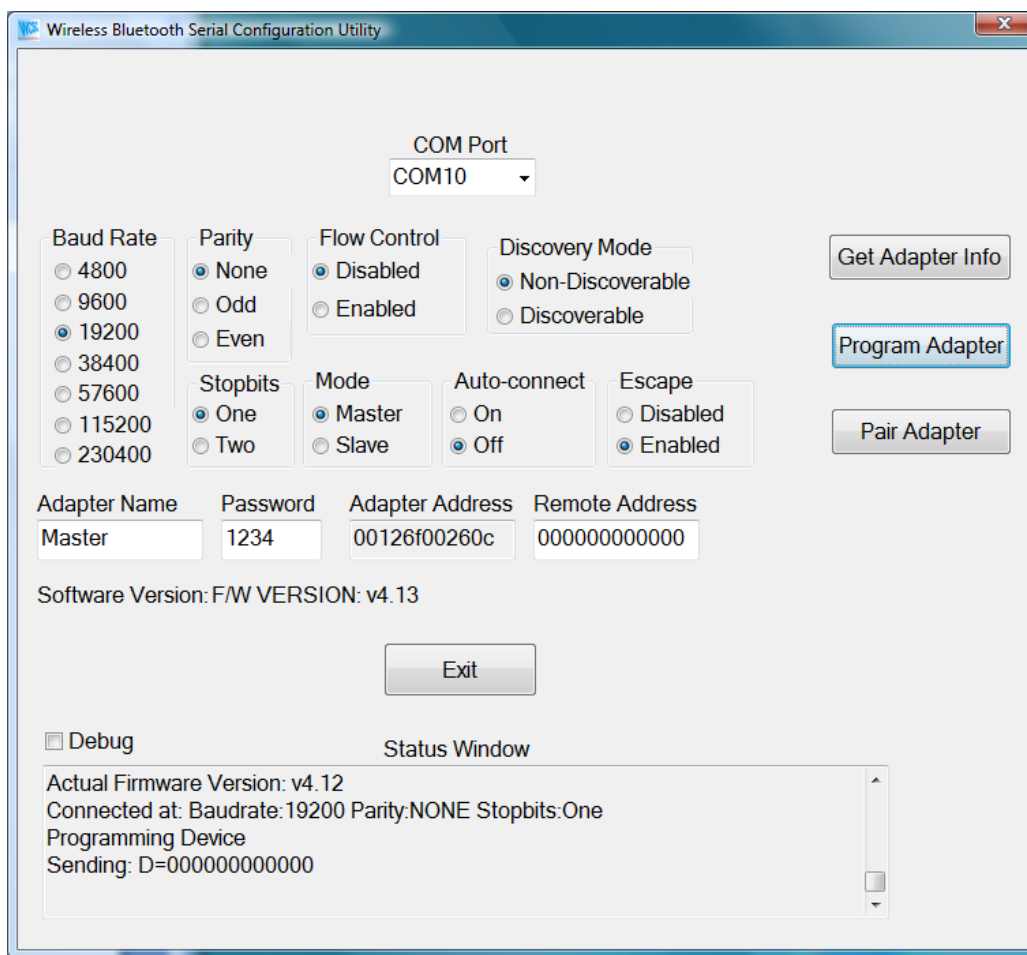 WCS Wireless Bluetooth Serial Configuration Utility
COM Port
COM10
Baud Rate
4800
9600
19200
38400
57600
115200
230400
Parity
None
Odd
Even
Flow Control
Disabled
Enabled
Discovery Mode
Non-Discoverable
Discoverable
Get Adapter Info
Program Adapter
Pair Adapter
Stopbits
One
Two
Mode
Master
Slave
Auto-connect
On
Off
Escape
Disabled
Enabled
Adapter Name
Master
Password
1234
Adapter Address
00126f00260c
Remote Address
000000000000
Software Version: F/W VERSION: v4.13
Exit
Debug
Status Window
Actual Firmware Version: v4.12
Connected at: Baudrate:19200 Parity:NONE Stopbits:One
Programming Device
Sending: D=000000000000